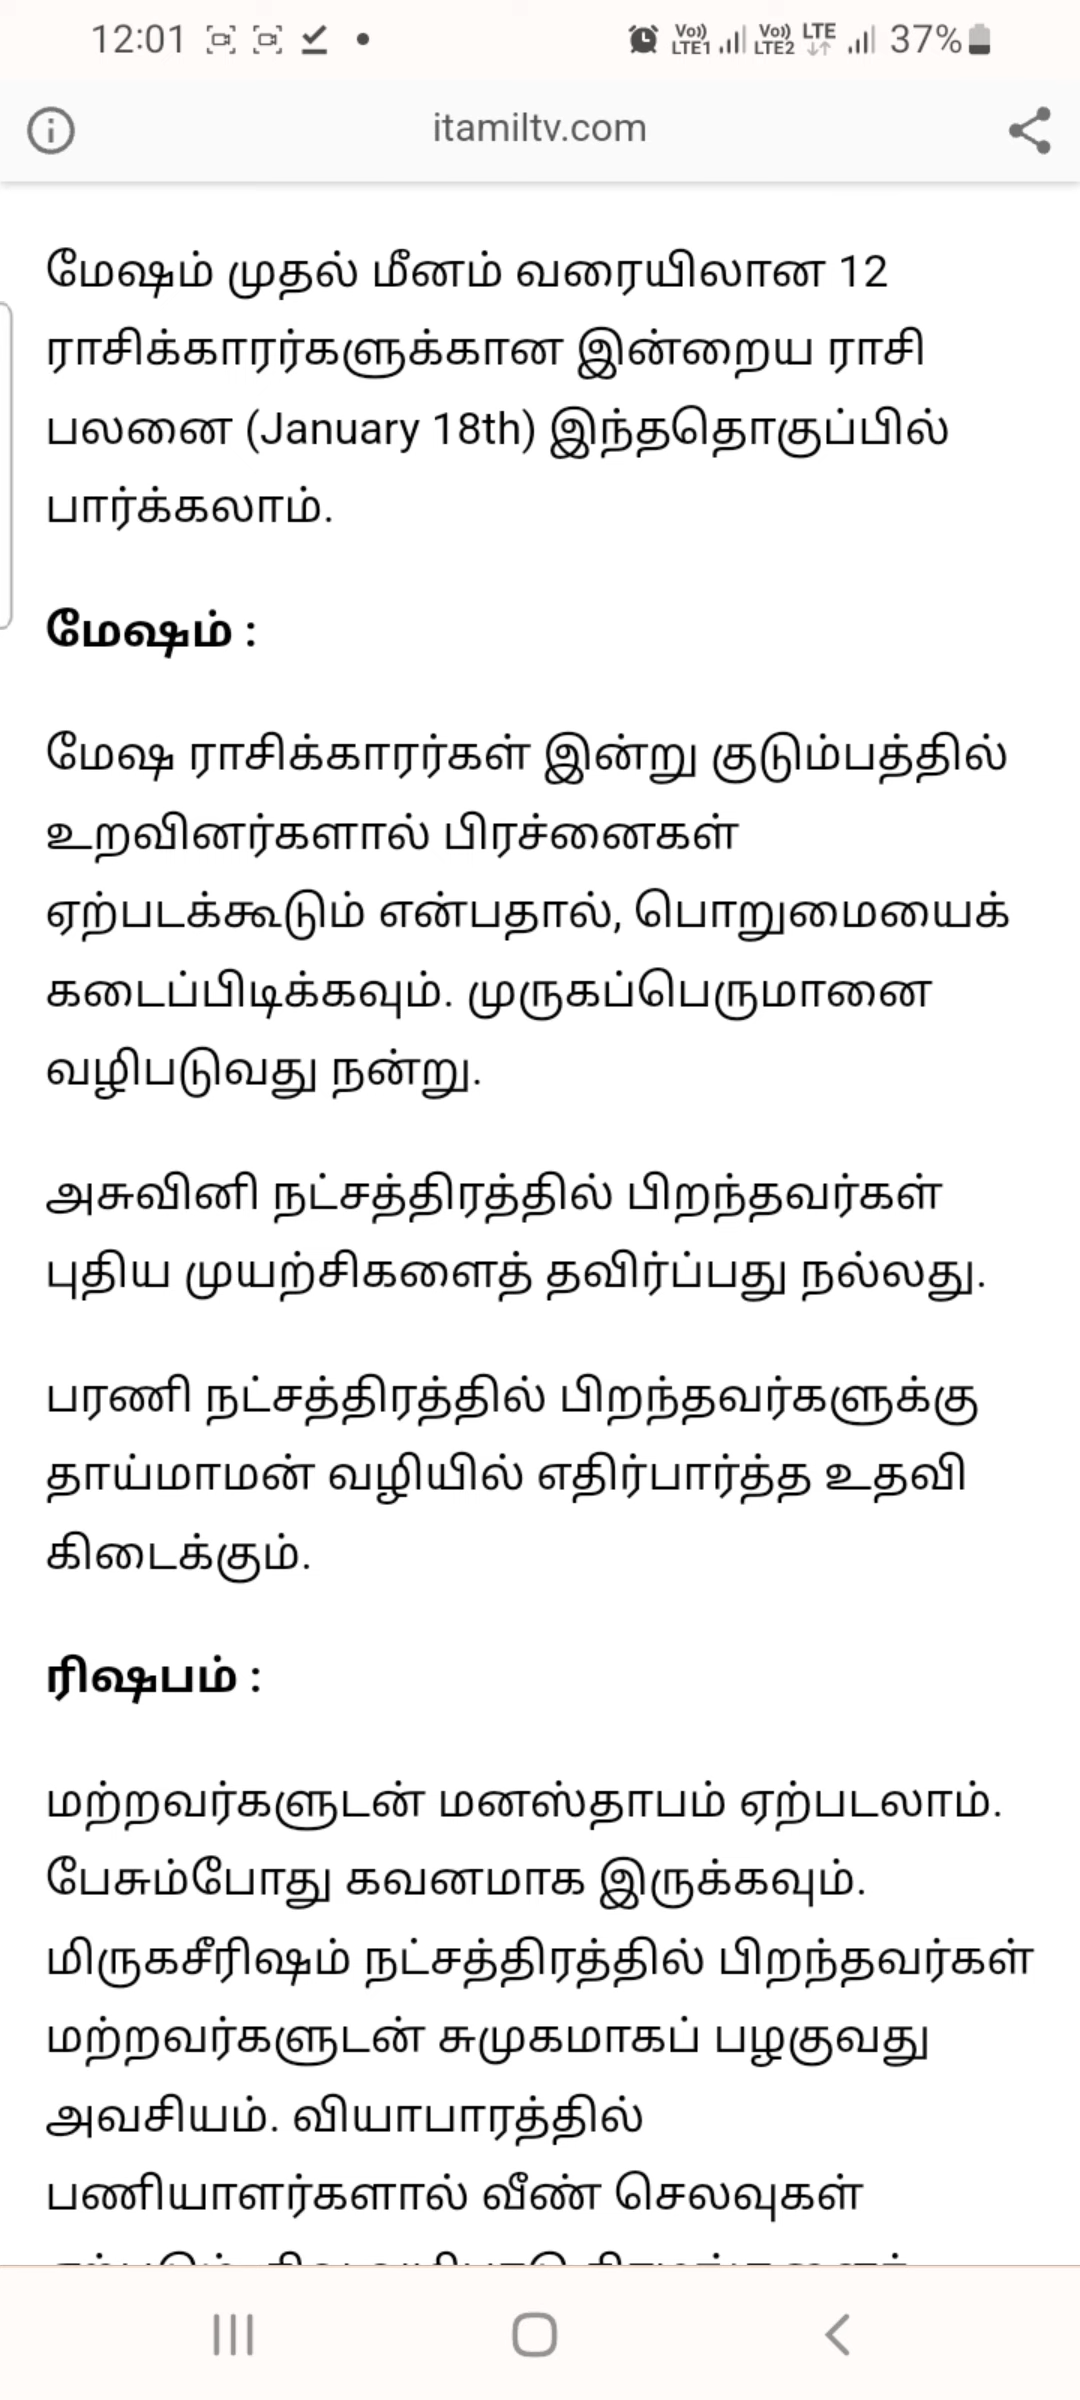 12:01
Vo)) LTE1 Vo)) LTE2 LTE 37%
itamiltv.com
மேஷம் முதல் மீனம் வரையிலான 12
ராசிக்காரர்களுக்கான இன்றைய ராசி
பலனை (January 18th) இந்ததொகுப்பில்
பார்க்கலாம்.
மேஷம் :
மேஷ ராசிக்காரர்கள் இன்று குடும்பத்தில்
உறவினர்களால் பிரச்னைகள்
ஏற்படக்கூடும் என்பதால், பொறுமையைக்
கடைப்பிடிக்கவும். முருகப்பெருமானை
வழிபடுவது நன்று.
அசுவினி நட்சத்திரத்தில் பிறந்தவர்கள்
புதிய முயற்சிகளைத் தவிர்ப்பது நல்லது.
பரணி நட்சத்திரத்தில் பிறந்தவர்களுக்கு
தாய்மாமன் வழியில் எதிர்பார்த்த உதவி
கிடைக்கும்.
ரிஷபம் :
மற்றவர்களுடன் மனஸ்தாபம் ஏற்படலாம்.
பேசும்போது கவனமாக இருக்கவும்.
மிருகசீரிஷம் நட்சத்திரத்தில் பிறந்தவர்கள்
மற்றவர்களுடன் சுமுகமாகப் பழகுவது
அவசியம். வியாபாரத்தில்
பணியாளர்களால் வீண் செலவுகள்